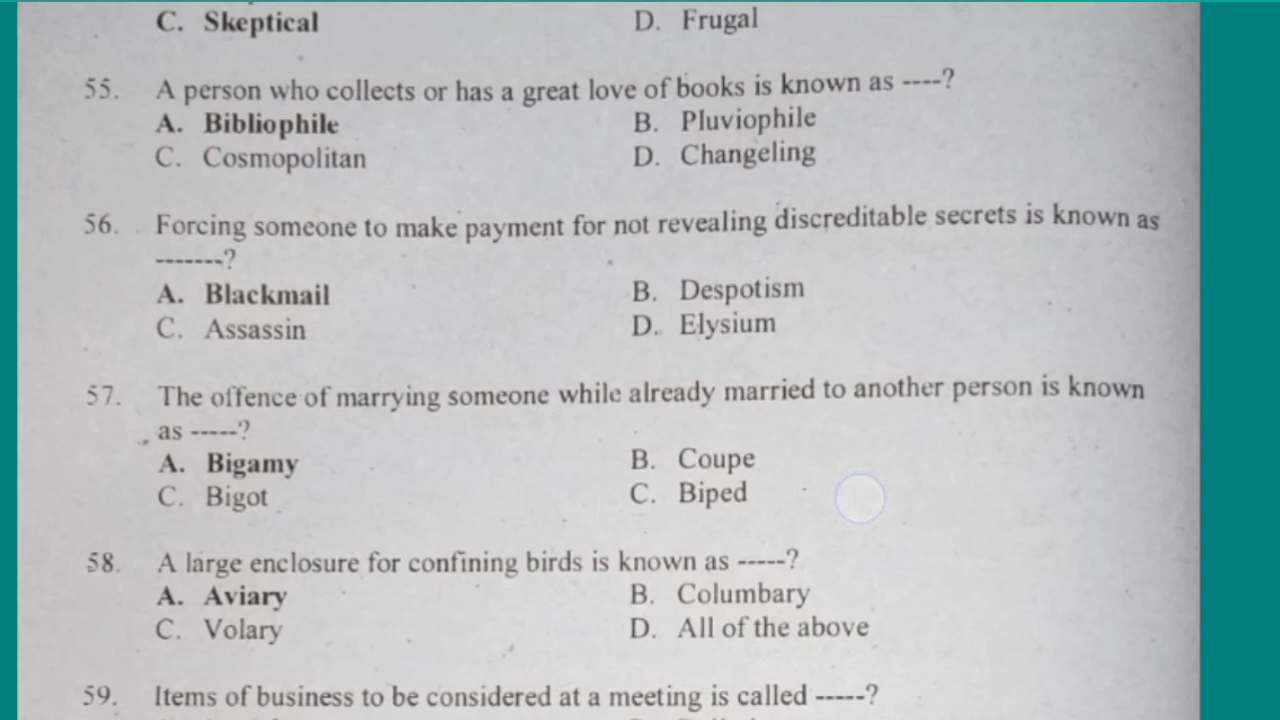 C. Skeptical D. Frugal
55. A person who collects or has a great love of books is known as ----?
A. Bibliophile B. Pluviophile
C. Cosmopolitan D. Changeling
56. Forcing someone to make payment for not revealing discreditable secrets is known as
-------?
A. Blackmail B. Despotism
C. Assassin D. Elysium
57. The offence of marrying someone while already married to another person is known
as -----?
A. Bigamy B. Coupe
C. Bigot C. Biped
58. A large enclosure for confining birds is known as -----?
A. Aviary B. Columbary
C. Volary D. All of the above
59. Items of business to be considered at a meeting is called -----?